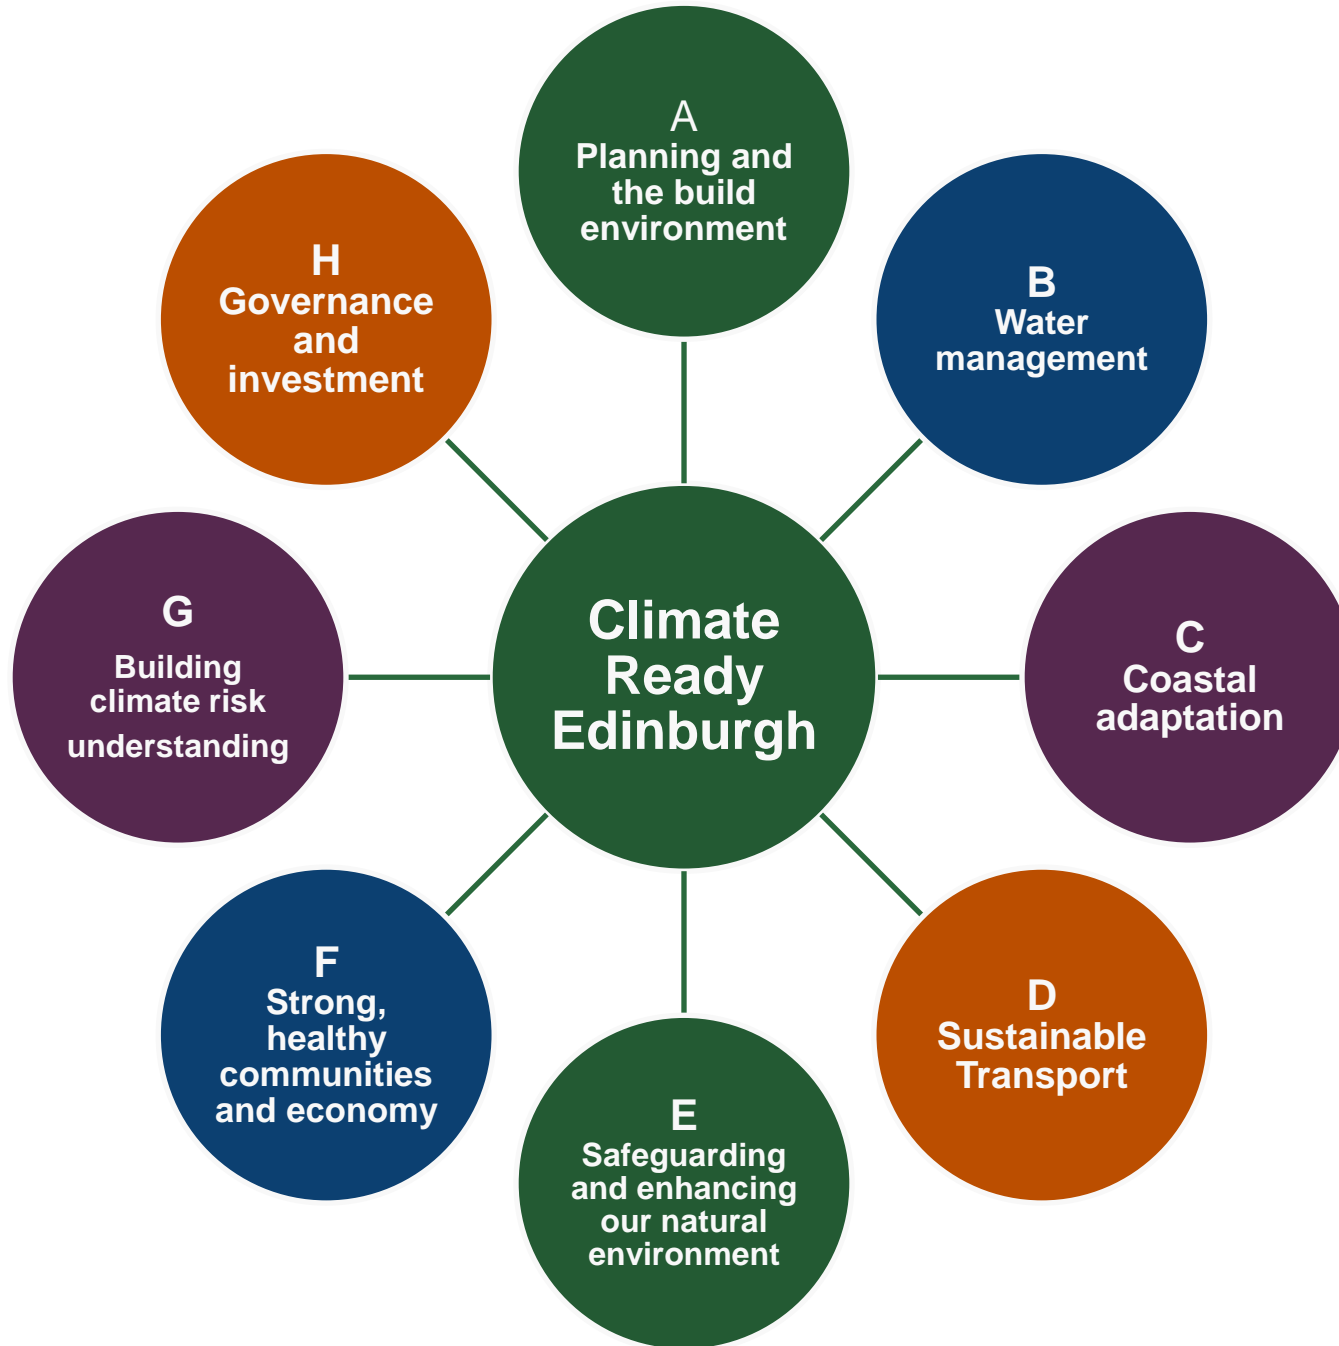 A
Planning and
the build
environment
B
Water
management
C
Coastal
adaptation
D
Sustainable
Transport
E
Safeguarding
and enhancing
our natural
environment
F
Strong,
healthy
communities
and economy
G
Building
climate risk
understanding
H
Governance
and
investment
Climate
Ready
Edinburgh